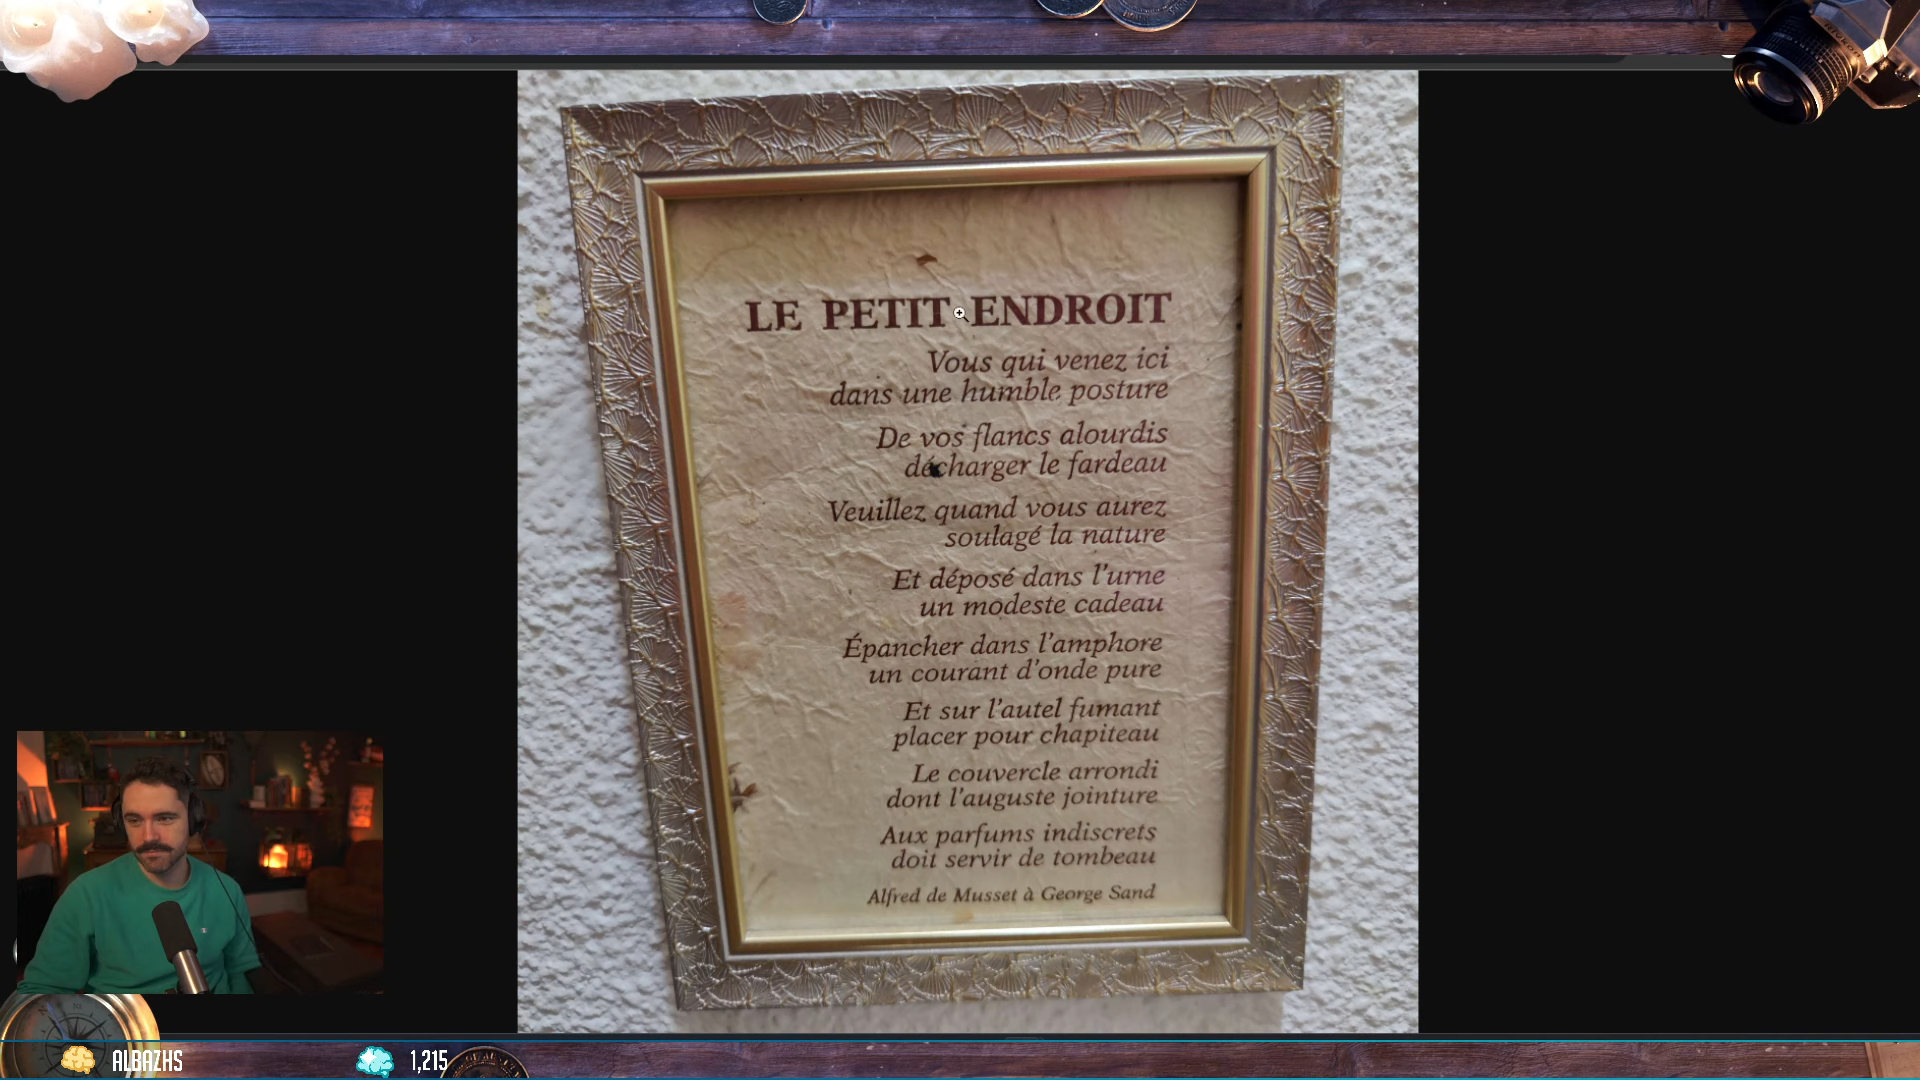 LE PETIT ENDROIT
Vous qui venez ici
dans une humble posture
De vos flancs alourdis
décharger le fardeau
Veuillez quand vous aurez
soulagé la nature
Et déposé dans l'urne
un modeste cadeau
Épancher dans l'amphore
un courant d'onde pure
Et sur l'autel fumant
placer pour chapiteau
Le couvercle arrondi
dont l'auguste jointure
Aux parfums indiscrets
doit servir de tombeau
Alfred de Musset à George Sand
ALBAZHS
1,215